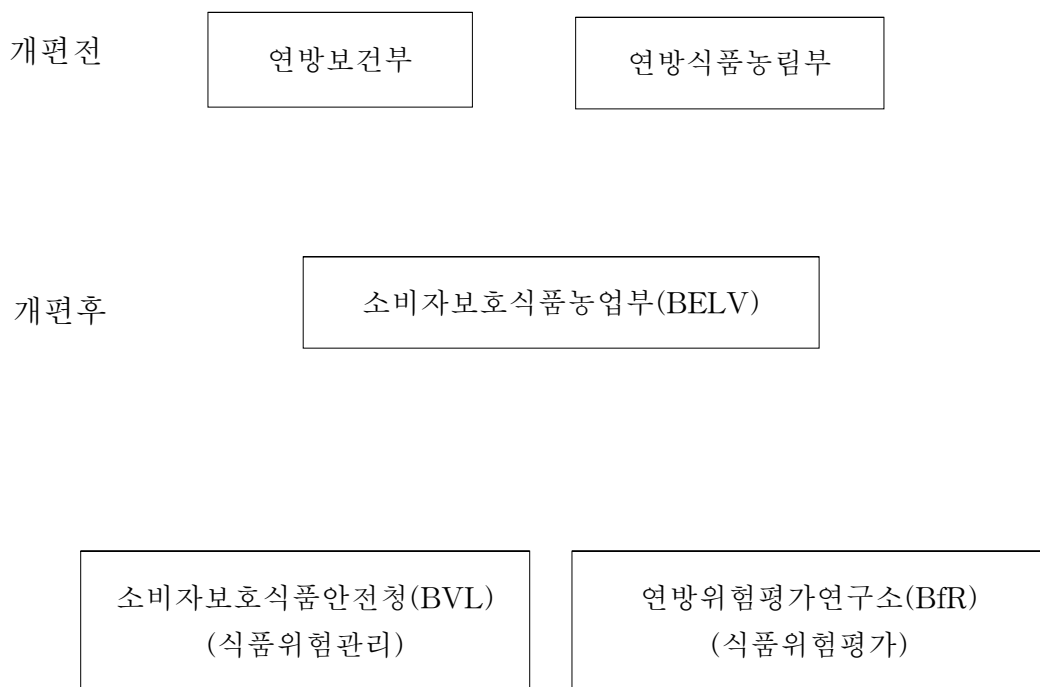 개편전
연방보건부
연방식품농림부
개편후
소비자보호식품농업부(BELV)
소비자보호식품안전청(BVL)
(식품위험관리)
연방위험평가연구소(BfR)
(식품위험평가)